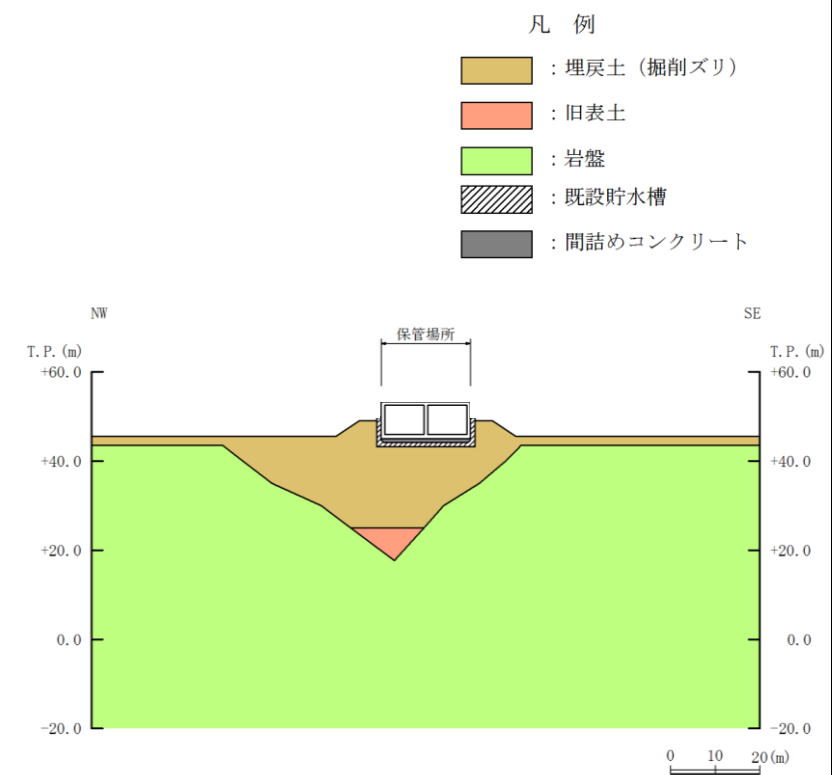 凡 例
：埋戻土（掘削ズリ）
：旧表土
：岩盤
：既設貯水槽
：間詰めコンクリート
NW
SE
保管場所
T.P.(m)
T.P.(m)
+60.0
+60.0
+40.0
+40.0
+20.0
+20.0
0.0
0.0
-20.0
-20.0
0 10 20(m)